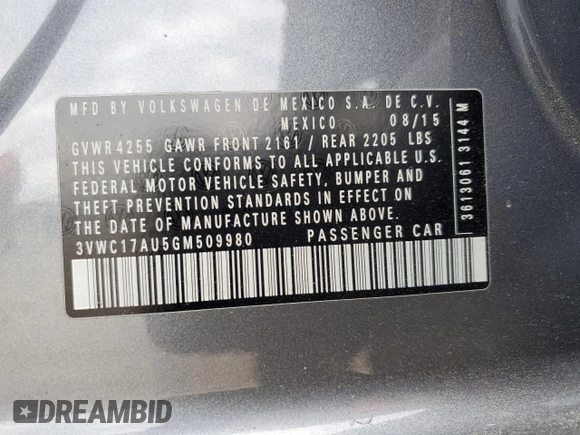 MFD BY VOLKSWAGEN DE MEXICO S.A. DE C.V.
MEXICO 08/15
GVWR 4255 GAWR FRONT 2161 / REAR 2205 LBS
THIS VEHICLE CONFORMS TO ALL APPLICABLE U.S.
FEDERAL MOTOR VEHICLE SAFETY, BUMPER AND
THEFT PREVENTION STANDARDS IN EFFECT ON
THE DATE OF MANUFACTURE SHOWN ABOVE.
3VWC17AU5GM509980 PASSENGER CAR
3613061 3144 M
DREAMBID